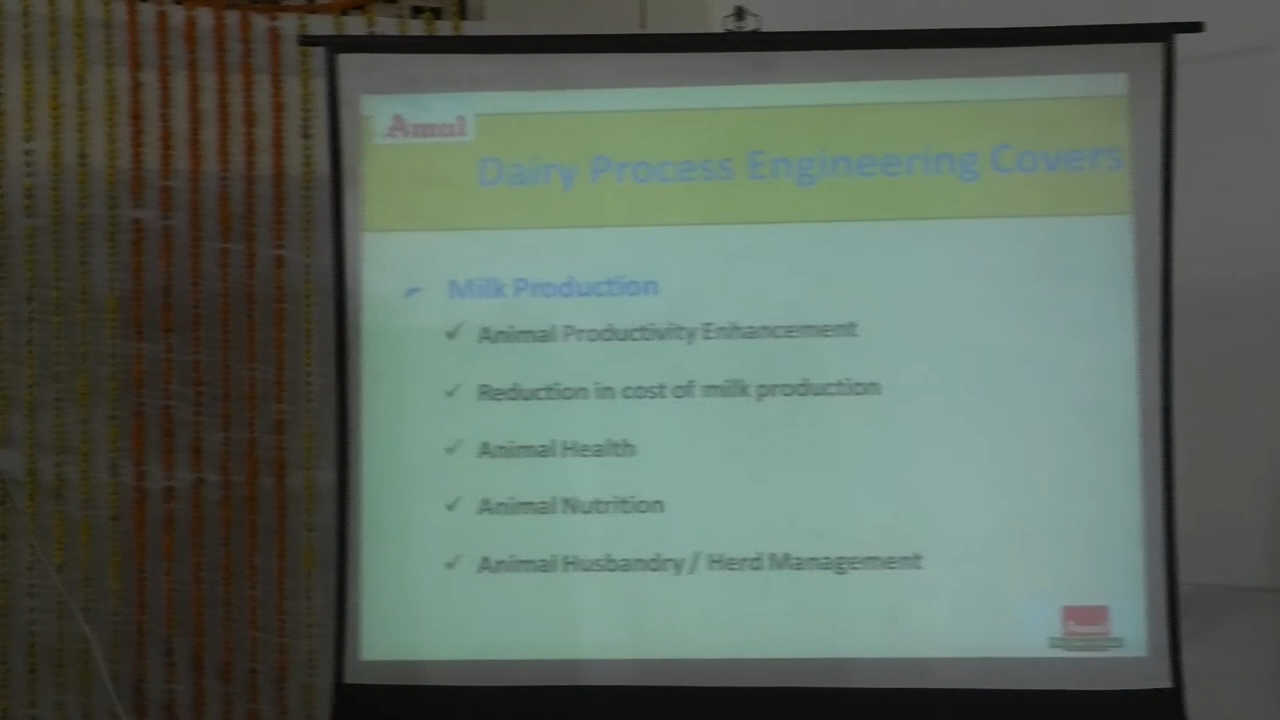 Amul
Dairy Process Engineering Covers
Milk Production
Animal Productivity Enhancement
Reduction in cost of milk production
Animal Health
Animal Nutrition
Animal Husbandry / Herd Management